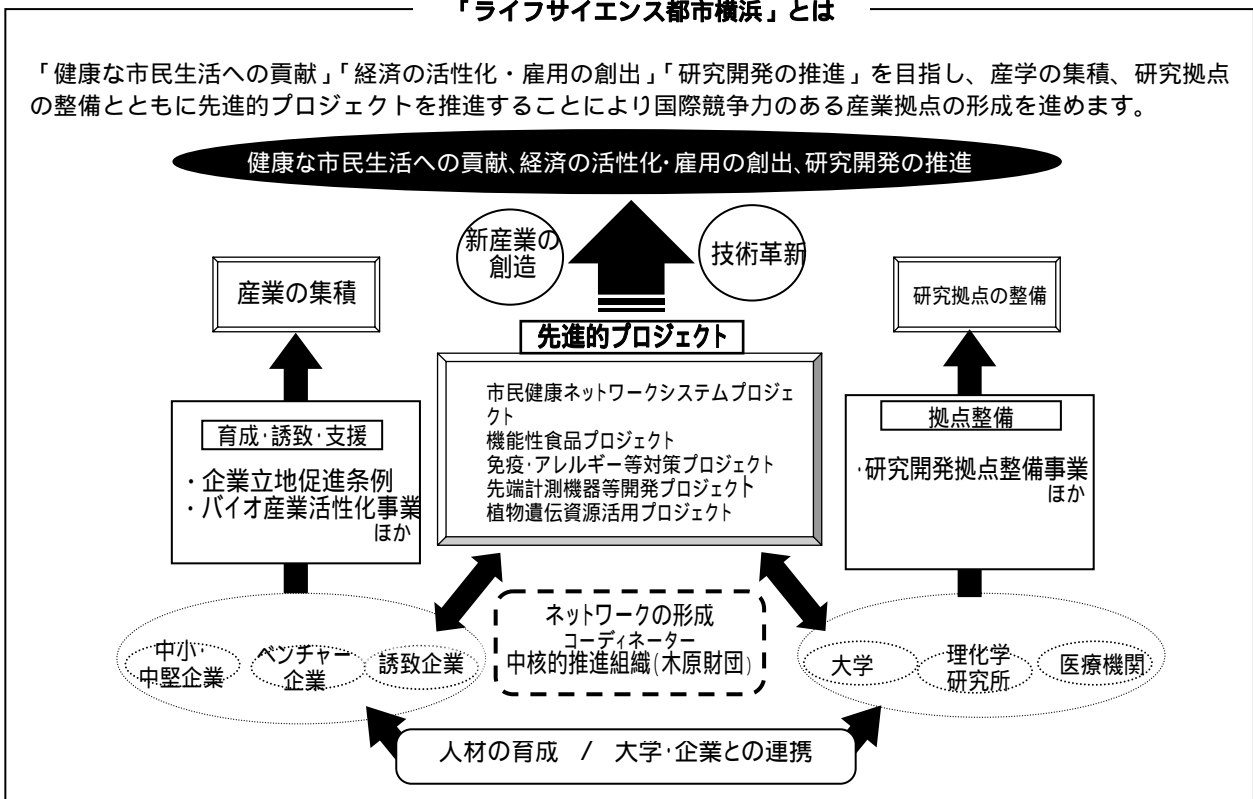 「ライフサイエンス都市横浜」とは
「健康な市民生活への貢献」「経済の活性化・雇用の創出」「研究開発の推進」を目指し、産学の集積、研究拠点
の整備とともに先進的プロジェクトを推進することにより国際競争力のある産業拠点の形成を進めます。
健康な市民生活への貢献、経済の活性化・雇用の創出、研究開発の推進
新産業の
創造
技術革新
産業の集積
研究拠点の整備
先進的プロジェクト
市民健康ネットワークシステムプロジェ
クト
機能性食品プロジェクト
免疫・アレルギー等対策プロジェクト
先端計測機器等開発プロジェクト
植物遺伝資源活用プロジェクト
育成・誘致・支援
・企業立地促進条例
・バイオ産業活性化事業
ほか
拠点整備
・研究開発拠点整備事業
ほか
ネットワークの形成
コーディネーター
中核的推進組織(木原財団)
中小・
中堅企業
ベンチャー
企業
誘致企業
大学
理化学
研究所
医療機関
人材の育成 / 大学・企業との連携